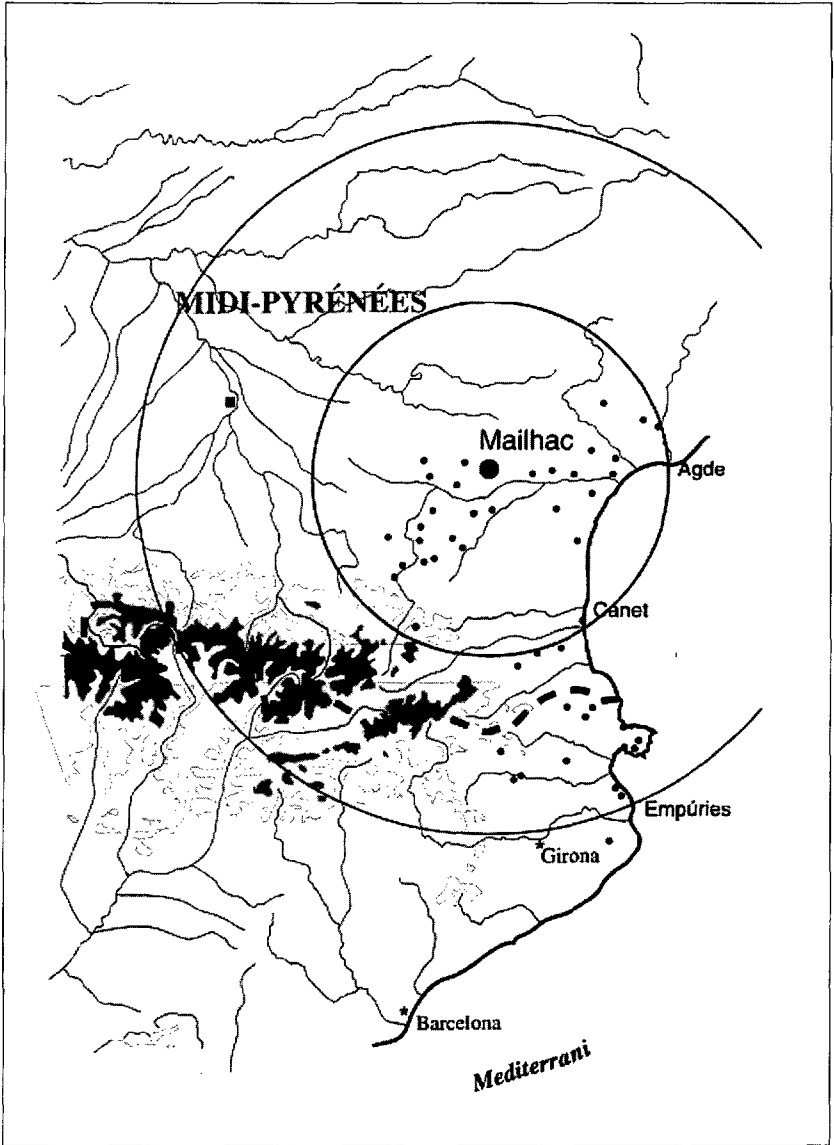 MIDI-PYRÉNÉES
Mailhac
Agde
Canet
Empúries
Girona
Barcelona
Mediterrani